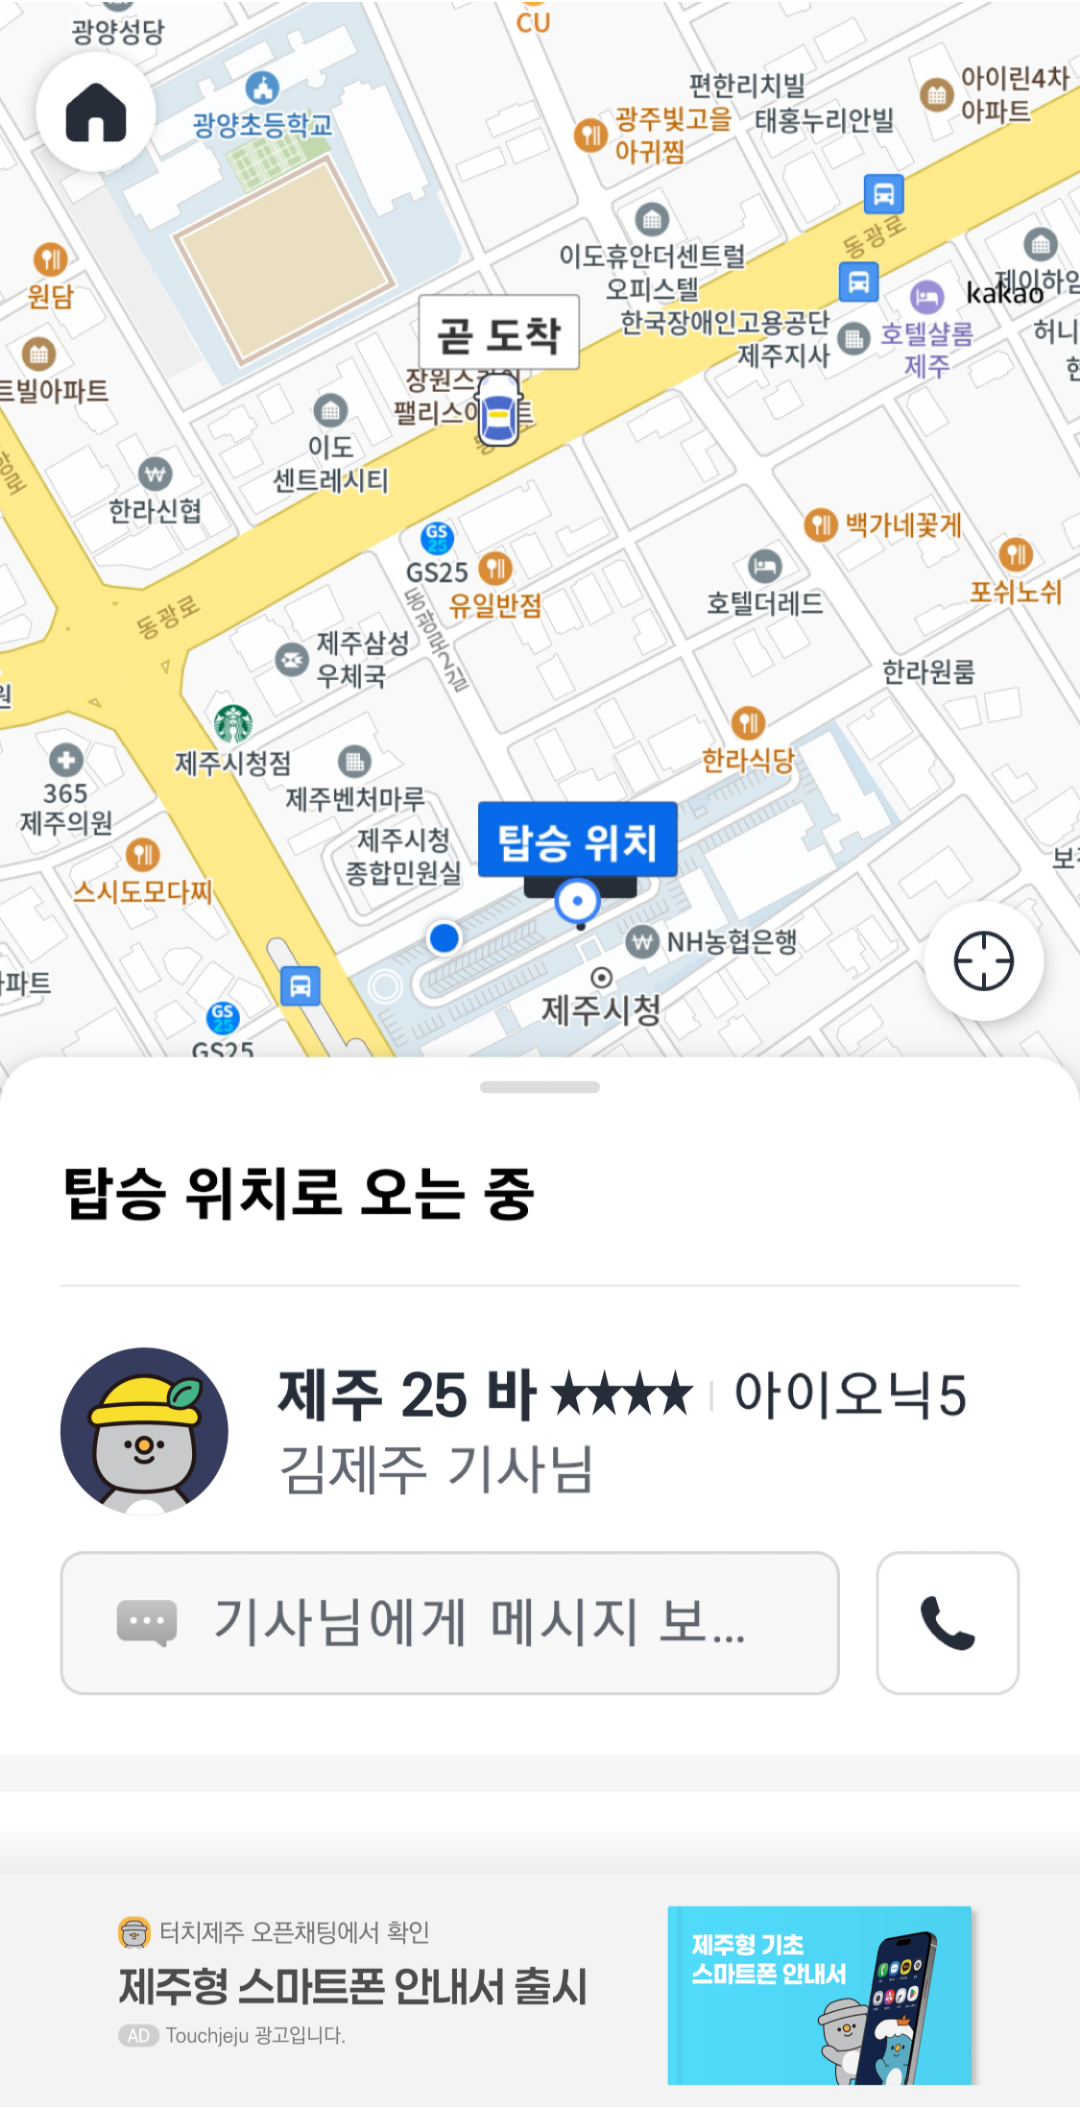 광양성당
CU
광양초등학교
편한리치빌
광주빛고을
아귀찜
태홍누리안빌
아이린4차
아파트
동광로
이도휴안더센트럴
오피스텔
원담
곧 도착
한국장애인고용공단
제주지사
호텔샬롬
제주
제이하임
kakao
허니
트빌아파트
장원스카이
팰리스아파트
이도
센트레시티
한라신협
GS25
GS25
유일반점
백가네꽃게
포쉬노쉬
호텔더레드
동광로
동광로2길
제주삼성
우체국
한라원룸
제주시청점
제주벤처마루
한라식당
365
제주의원
제주시청
종합민원실
탑승 위치
스시도모다찌
NH농협은행
제주시청
파트
GS25
GS25
탑승 위치로 오는 중
제주 25 바 ★★★★ | 아이오닉5
김제주 기사님
기사님에게 메시지 보...
터치제주 오픈채팅에서 확인
제주형 스마트폰 안내서 출시
AD Touchjeju 광고입니다.
제주형 기초
스마트폰 안내서